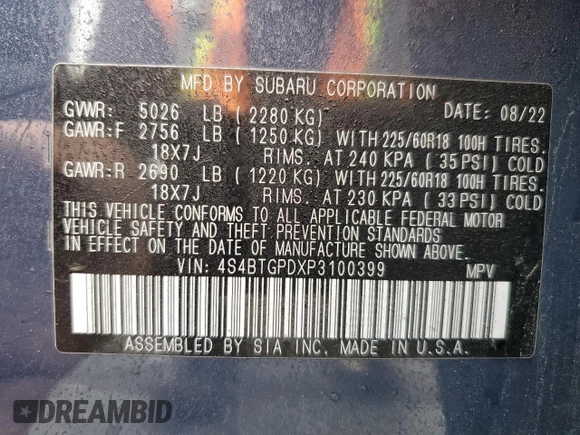 MFD BY SUBARU CORPORATION
GVWR: 5026 LB ( 2280 KG) DATE: 08/22
GAWR:F 2756 LB ( 1250 KG) WITH 225/60R18 100H TIRES.
18X7J RIMS. AT 240 KPA ( 35 PSI) COLD
GAWR:R 2690 LB ( 1220 KG) WITH 225/60R18 100H TIRES.
18X7J RIMS. AT 230 KPA ( 33 PSI) COLD
THIS VEHICLE CONFORMS TO ALL APPLICABLE FEDERAL MOTOR
VEHICLE SAFETY AND THEFT PREVENTION STANDARDS
IN EFFECT ON THE DATE OF MANUFACTURE SHOWN ABOVE.
VIN: 4S4BTGPDXP3100399 MPV
ASSEMBLED BY SIA INC. MADE IN U.S.A.
DREAMBID